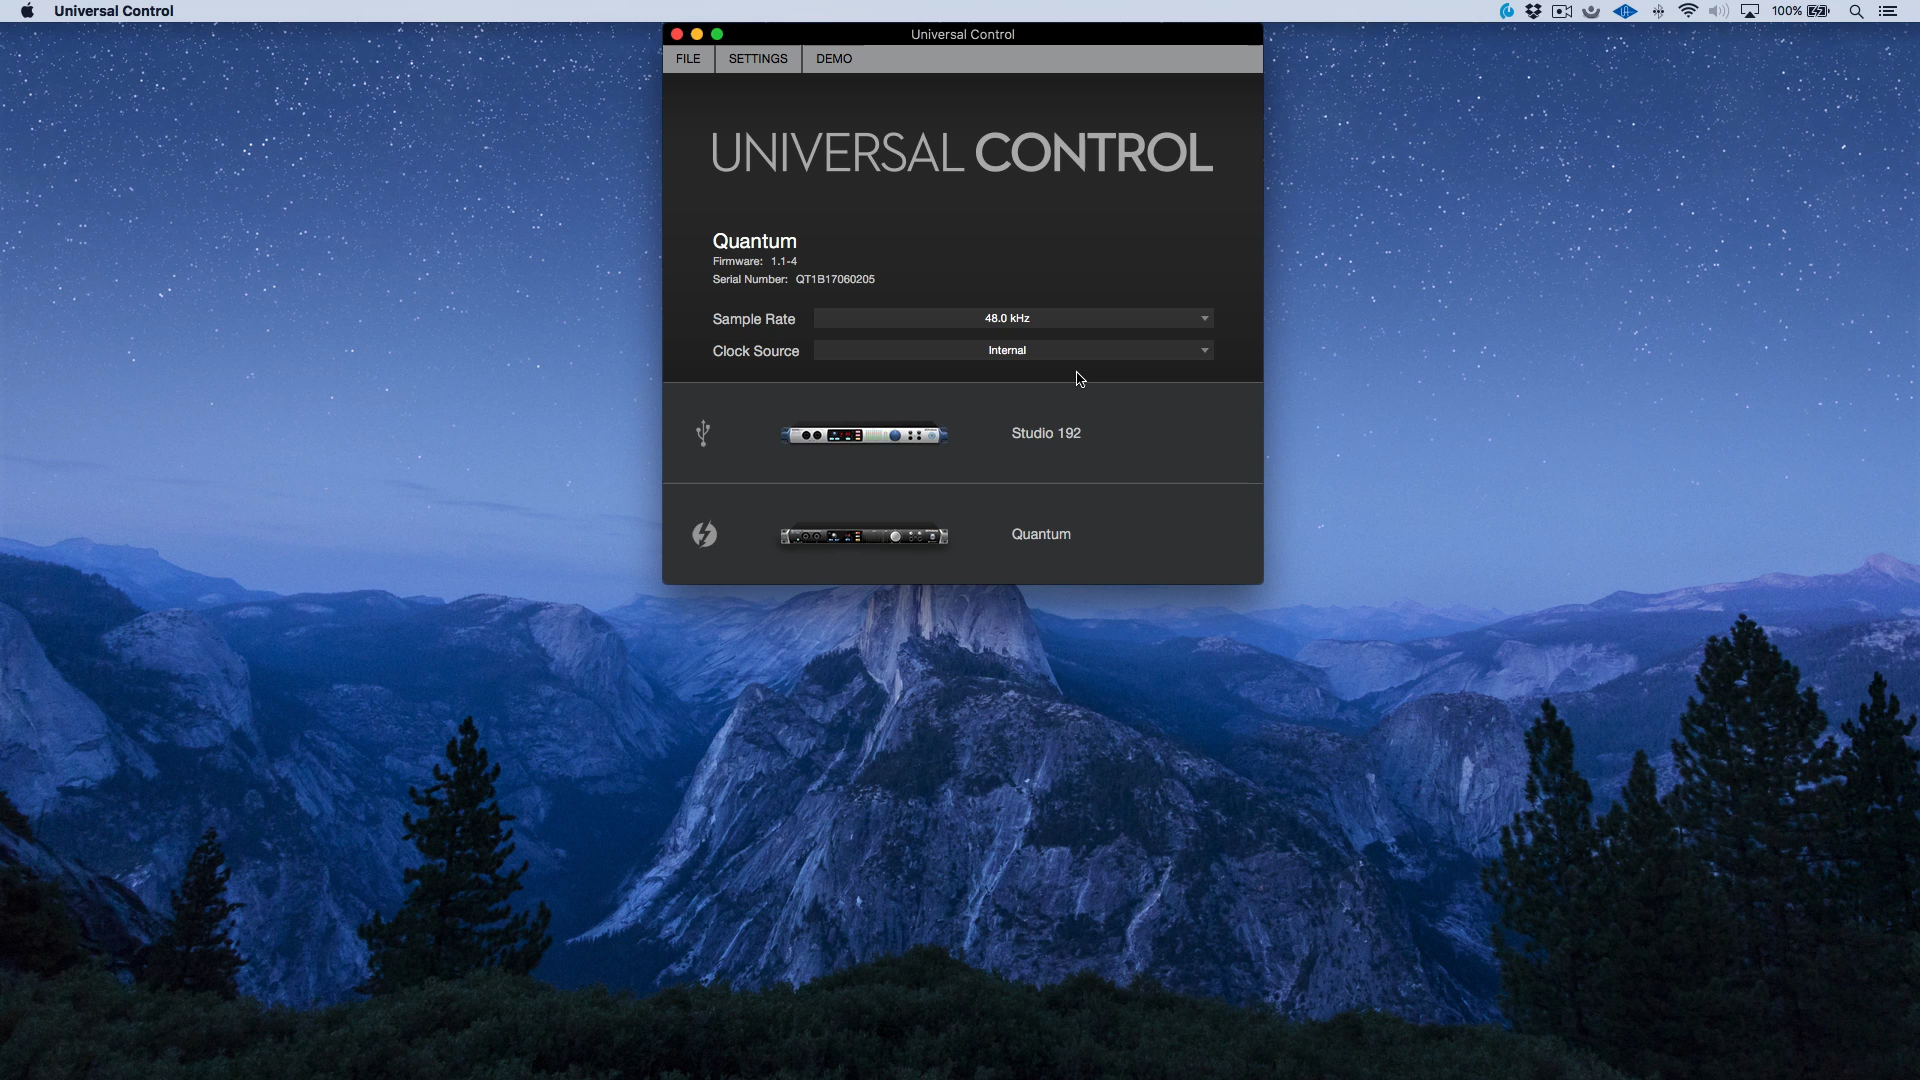 Universal Control
100%
Universal Control
FILE
SETTINGS
DEMO
UNIVERSAL CONTROL
Quantum
Firmware: 1.1-4
Serial Number: QT1B17060205
Sample Rate
48.0 kHz
Clock Source
Internal
Studio 192
Quantum